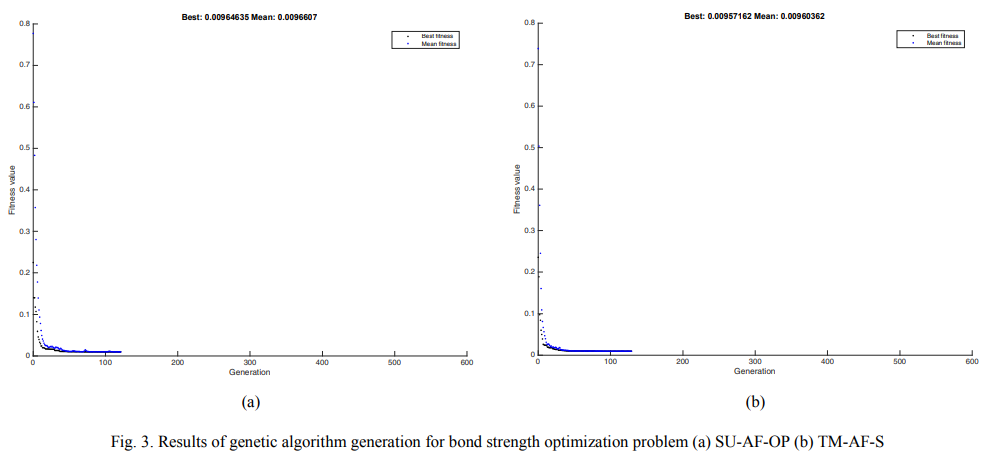 Best: 0.00964635 Mean: 0.0096607
Best fitness
Mean fitness
Fitness value
0.8
0.7
0.6
0.5
0.4
0.3
0.2
0.1
0
0 100 200 300 400 500 600
Generation
(a)
Best: 0.00957162 Mean: 0.00960362
Best fitness
Mean fitness
Fitness value
0.8
0.7
0.6
0.5
0.4
0.3
0.2
0.1
0
0 100 200 300 400 500 600
Generation
(b)
Fig. 3. Results of genetic algorithm generation for bond strength optimization problem (a) SU-AF-OP (b) TM-AF-S